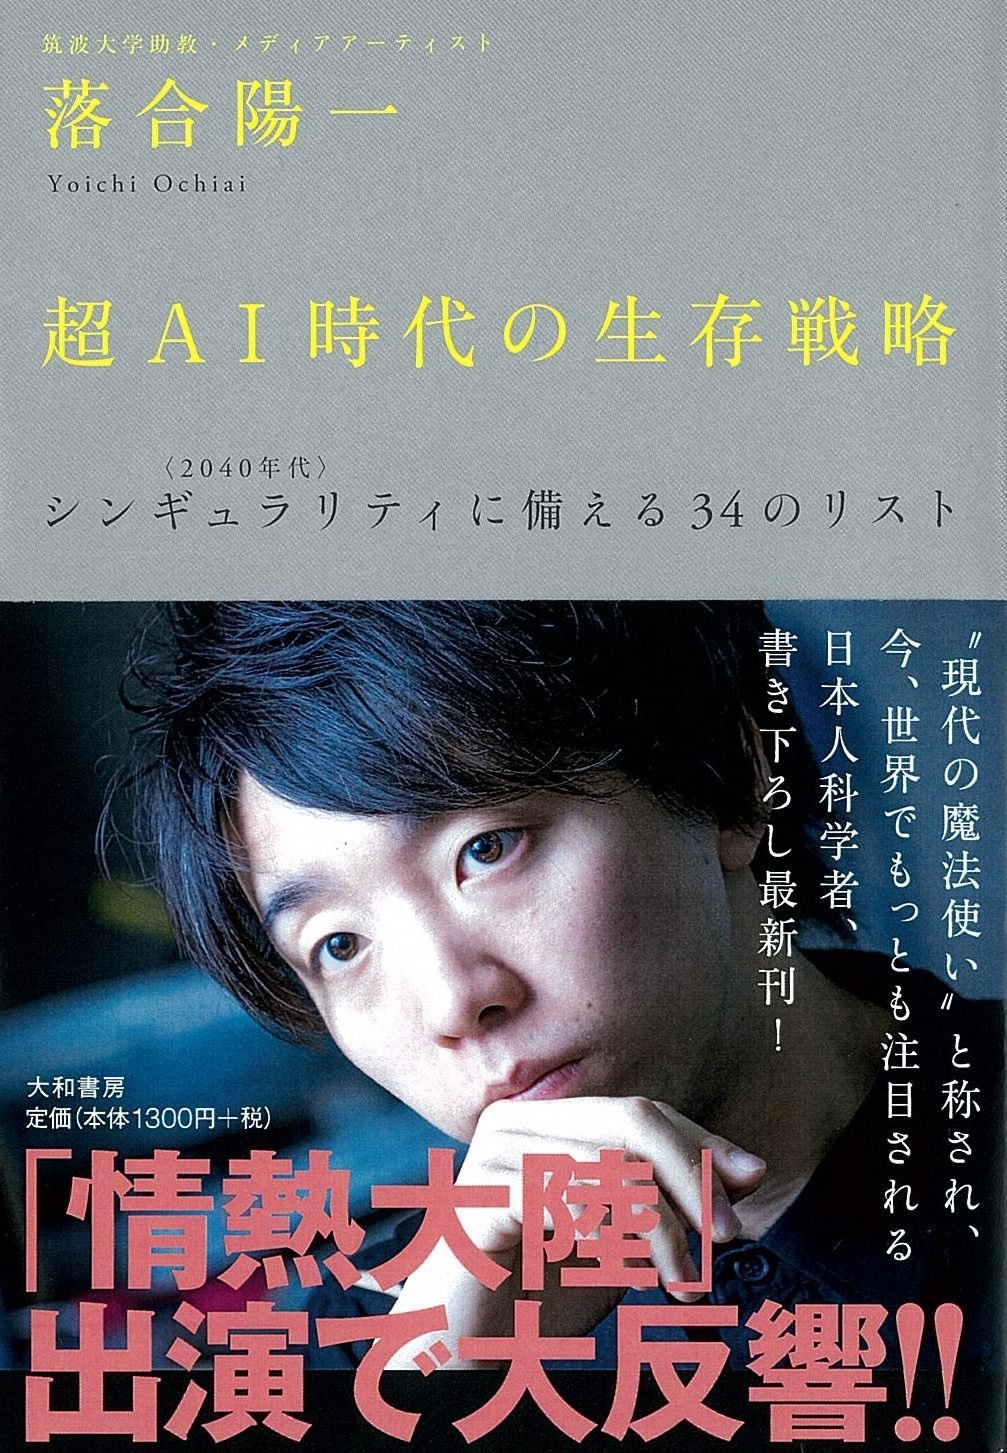 筑波大学助教・メディアアーティスト
落合陽一
Yoichi Ochiai
超AI時代の生存戦略
〈2040年代〉
シンギュラリティに備える34のリスト
〝現代の魔法使い〟と称され、
今、世界でもっとも注目される
日本人科学者、
書き下ろし最新刊！
大和書房
定価(本体1300円+税)
「情熱大陸」
出演で大反響!!